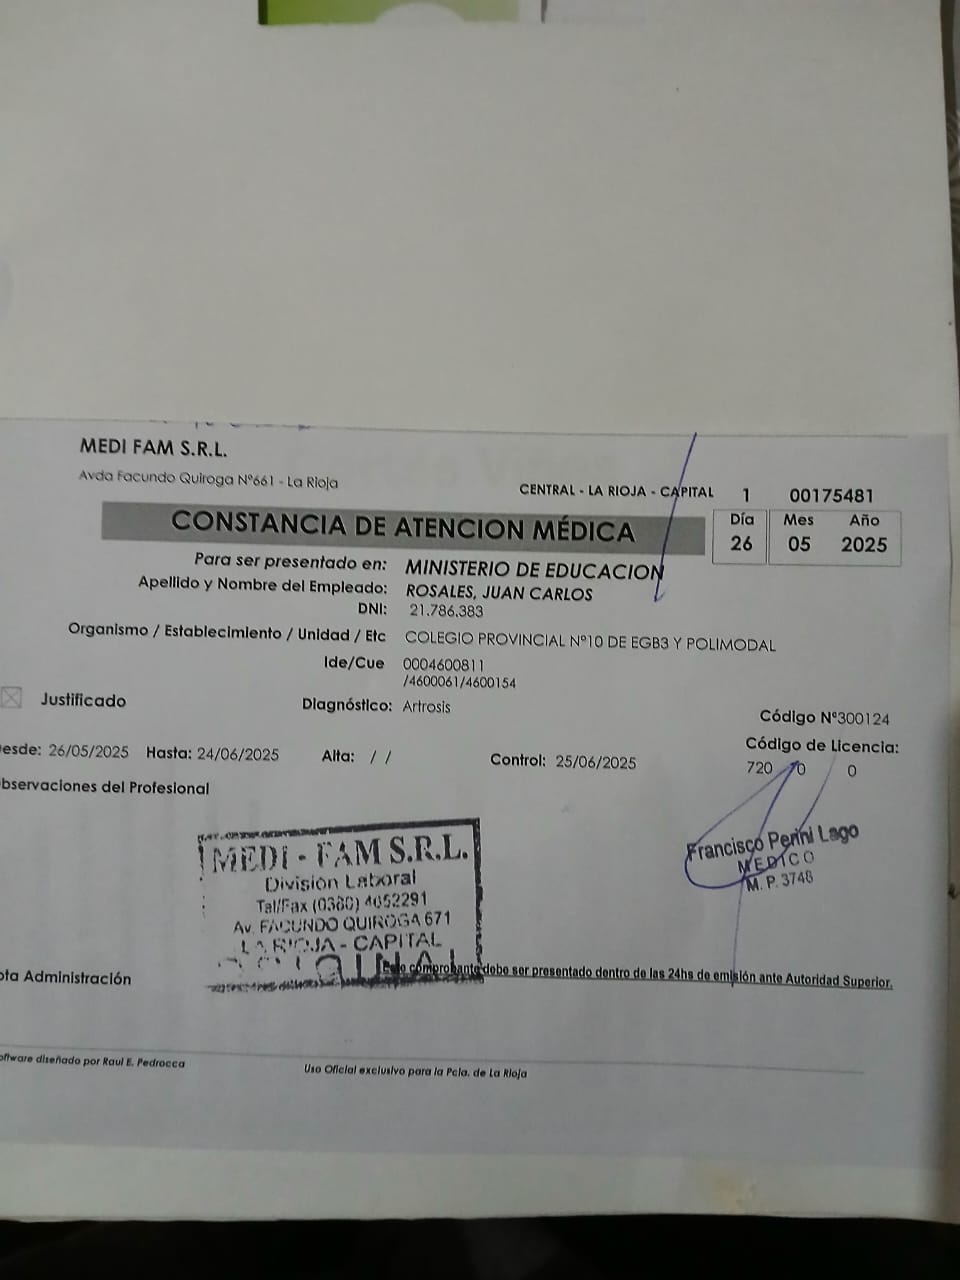 MEDI FAM S.R.L.
Avda Facundo Quiroga Nº661 - La Rioja
CENTRAL - LA RIOJA - CAPITAL 1 00175481
CONSTANCIA DE ATENCION MÉDICA
Día Mes Año
26 05 2025
Para ser presentado en: MINISTERIO DE EDUCACION
Apellido y Nombre del Empleado: ROSALES, JUAN CARLOS
DNI: 21.786.383
Organismo / Establecimiento / Unidad / Etc COLEGIO PROVINCIAL Nº10 DE EGB3 Y POLIMODAL
Ide/Cue 0004600811
/4600061/4600154
Justificado Diagnóstico: Artrosis
Código Nº300124
esde: 26/05/2025 Hasta: 24/06/2025 Alta: / / Control: 25/06/2025
Código de Licencia:
720 70 0
bservaciones del Profesional
MEDI - FAM S.R.L.
División Laboral
Tal/Fax (0380) 4652291
Av. FACUNDO QUIROGA 671
LA RIOJA - CAPITAL
Francisco Perini Lago
MEDICO
M. P. 3748
Este comprobante debe ser presentado dentro de las 24hs de emisión ante Autoridad Superior.
ota Administración
oftware diseñado por Raul E. Pedrocca
Uso Oficial exclusivo para la Pcia. de La Rioja